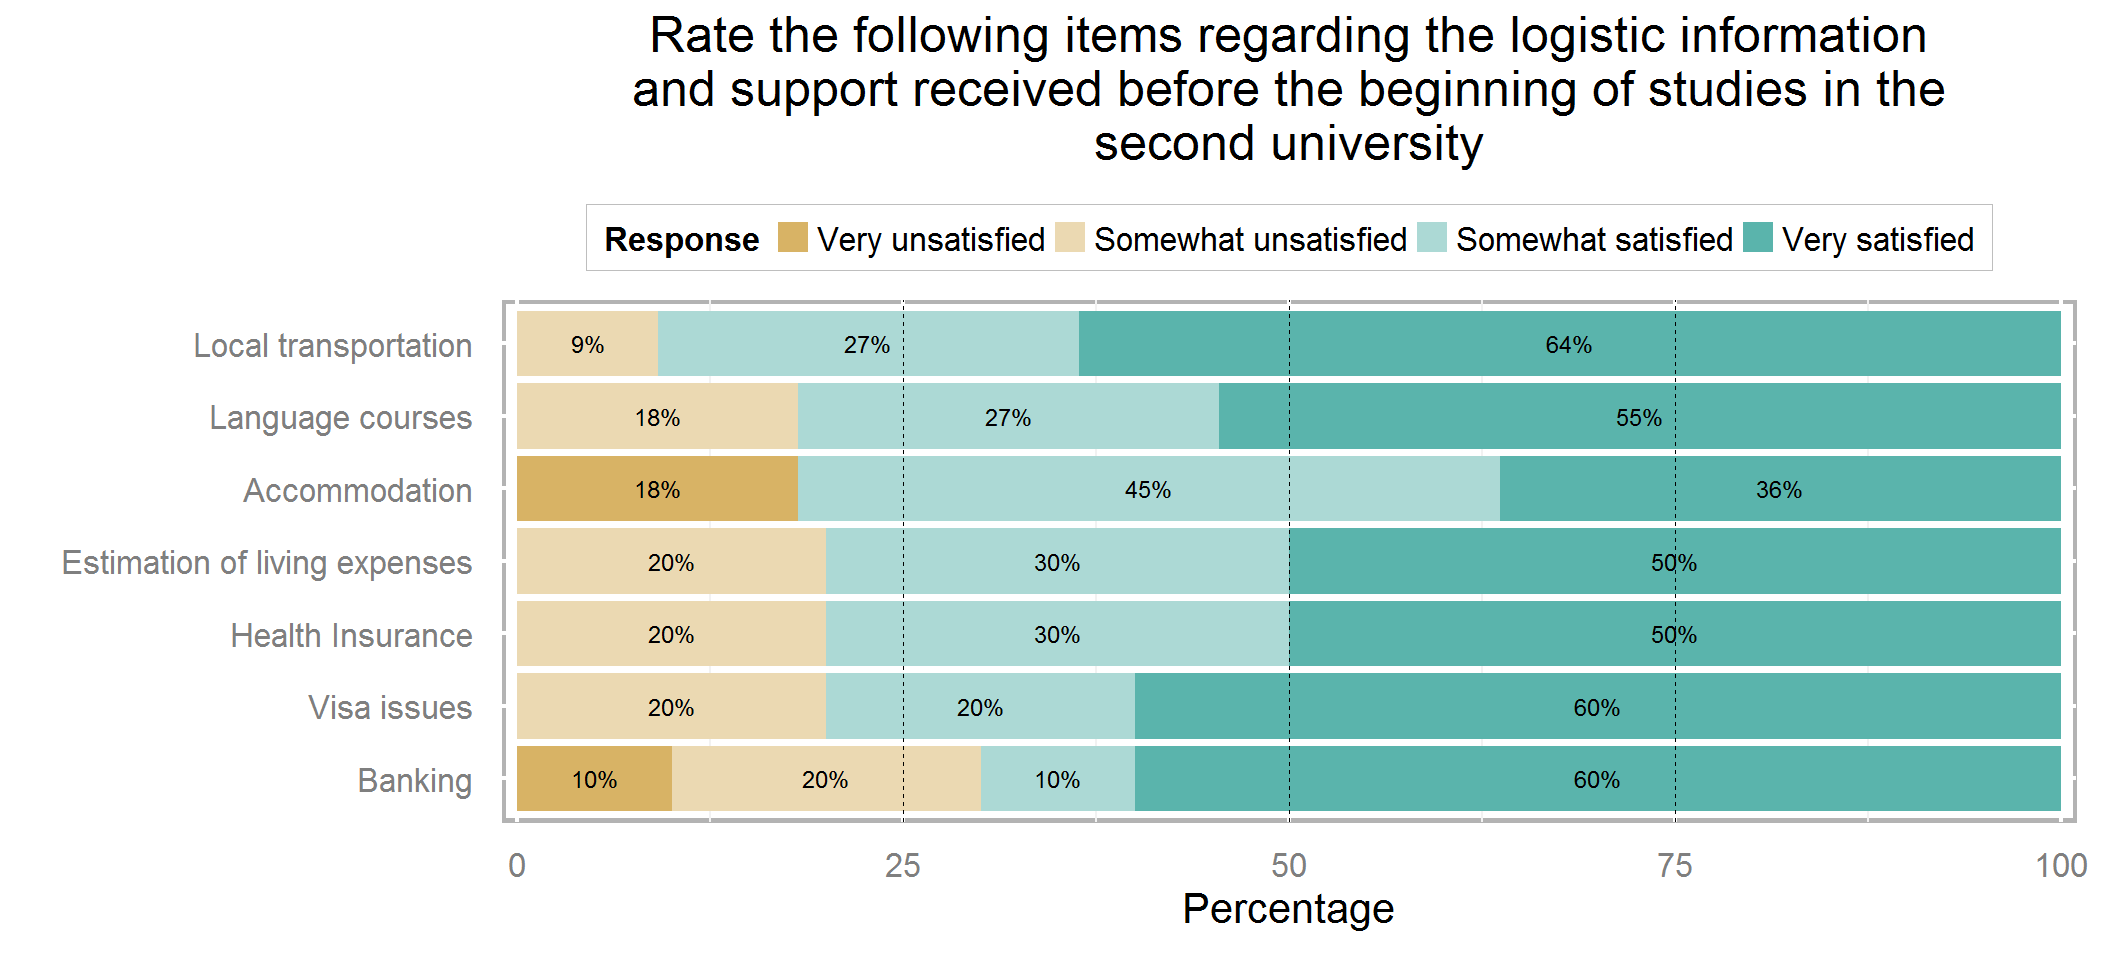 Rate the following items regarding the logistic information
and support received before the beginning of studies in the
second university
Response Very unsatisfied Somewhat unsatisfied Somewhat satisfied Very satisfied
Local transportation 9% 27% 64%
Language courses 18% 27% 55%
Accommodation 18% 45% 36%
Estimation of living expenses 20% 30% 50%
Health Insurance 20% 30% 50%
Visa issues 20% 20% 60%
Banking 10% 20% 10% 60%
0 25 50 75 100
Percentage